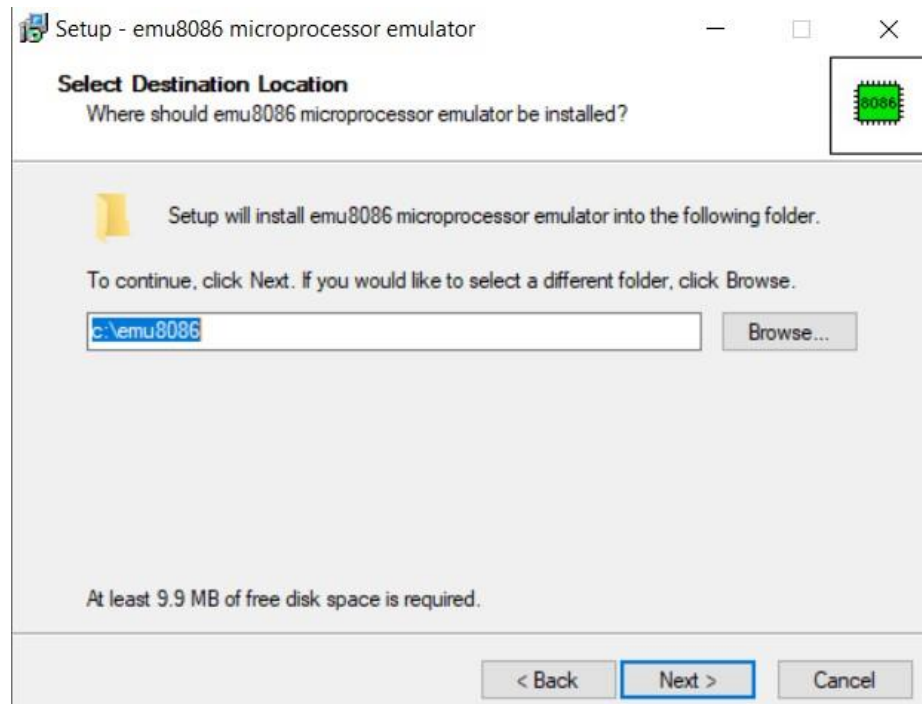 Setup - emu8086 microprocessor emulator
Select Destination Location
Where should emu8086 microprocessor emulator be installed?
8086
Setup will install emu8086 microprocessor emulator into the following folder.
To continue, click Next. If you would like to select a different folder, click Browse.
c:\emu8086
Browse...
At least 9.9 MB of free disk space is required.
< Back Next > Cancel